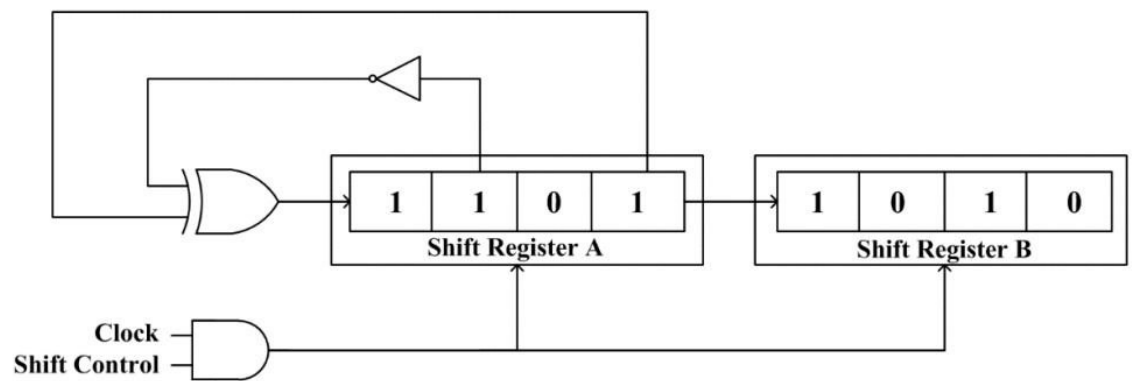 1 1 0 1
1 0 1 0
Shift Register A
Shift Register B
Clock
Shift Control